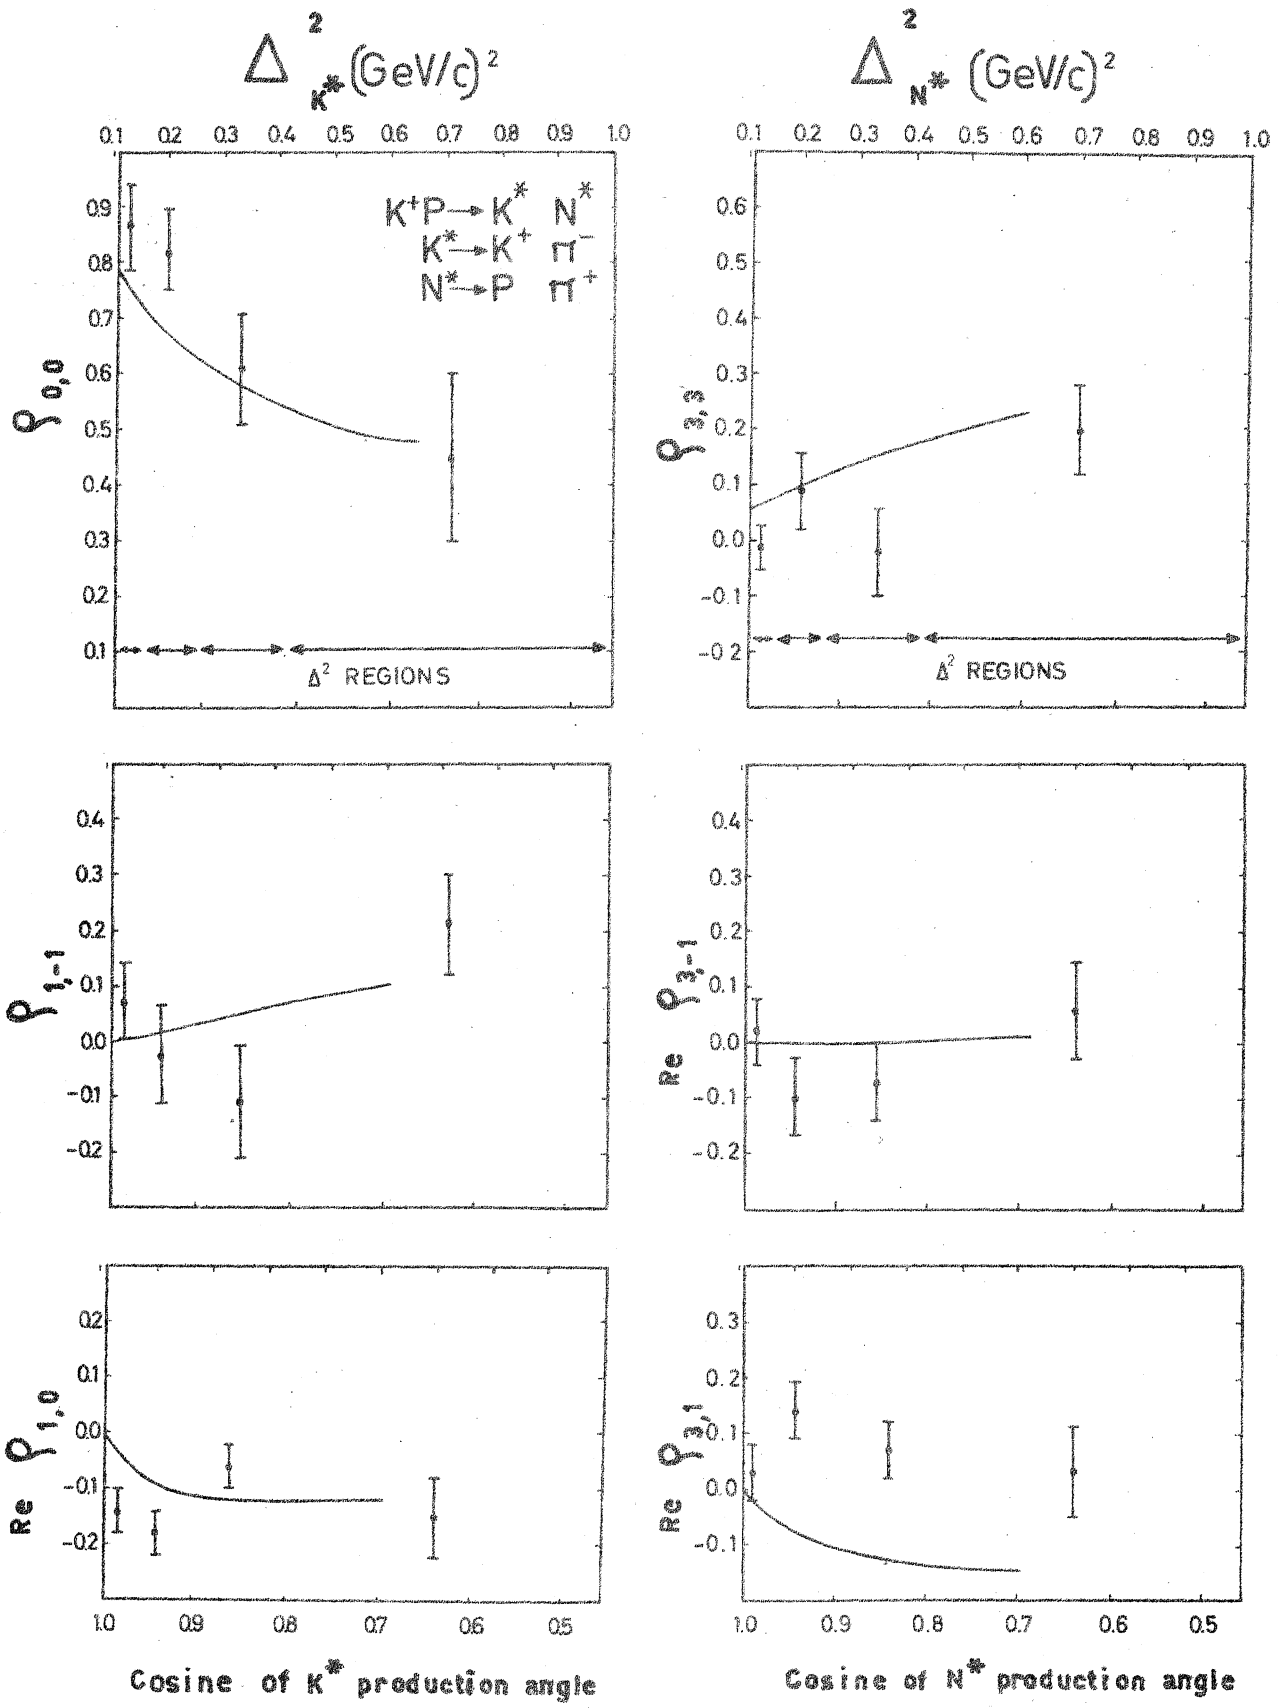 Δ²K* (GeV/c)²
0.1 0.2 0.3 0.4 0.5 0.6 0.7 0.8 0.9 1.0
K⁺P→K* N*
K*→K⁺ π⁻
N*→P π⁺
0.9
0.8
0.7
0.6
0.5
0.4
0.3
0.2
0.1
ρ0,0
Δ² REGIONS
Δ²N* (GeV/c)²
0.1 0.2 0.3 0.4 0.5 0.6 0.7 0.8 0.9 1.0
0.6
0.5
0.4
0.3
0.2
0.1
0.0
-0.1
-0.2
ρ3,3
Δ² REGIONS
0.4
0.3
0.2
0.1
0.0
-0.1
-0.2
ρ1,-1
0.4
0.3
0.2
0.1
0.0
-0.1
-0.2
Re ρ3,-1
0.2
0.1
0.0
-0.1
-0.2
Re ρ1,0
1.0 0.9 0.8 0.7 0.5
Cosine of K* production angle
0.3
0.2
0.1
0.0
-0.1
Re ρ3,1
1.0 0.9 0.8 0.7 0.5
Cosine of N* production angle